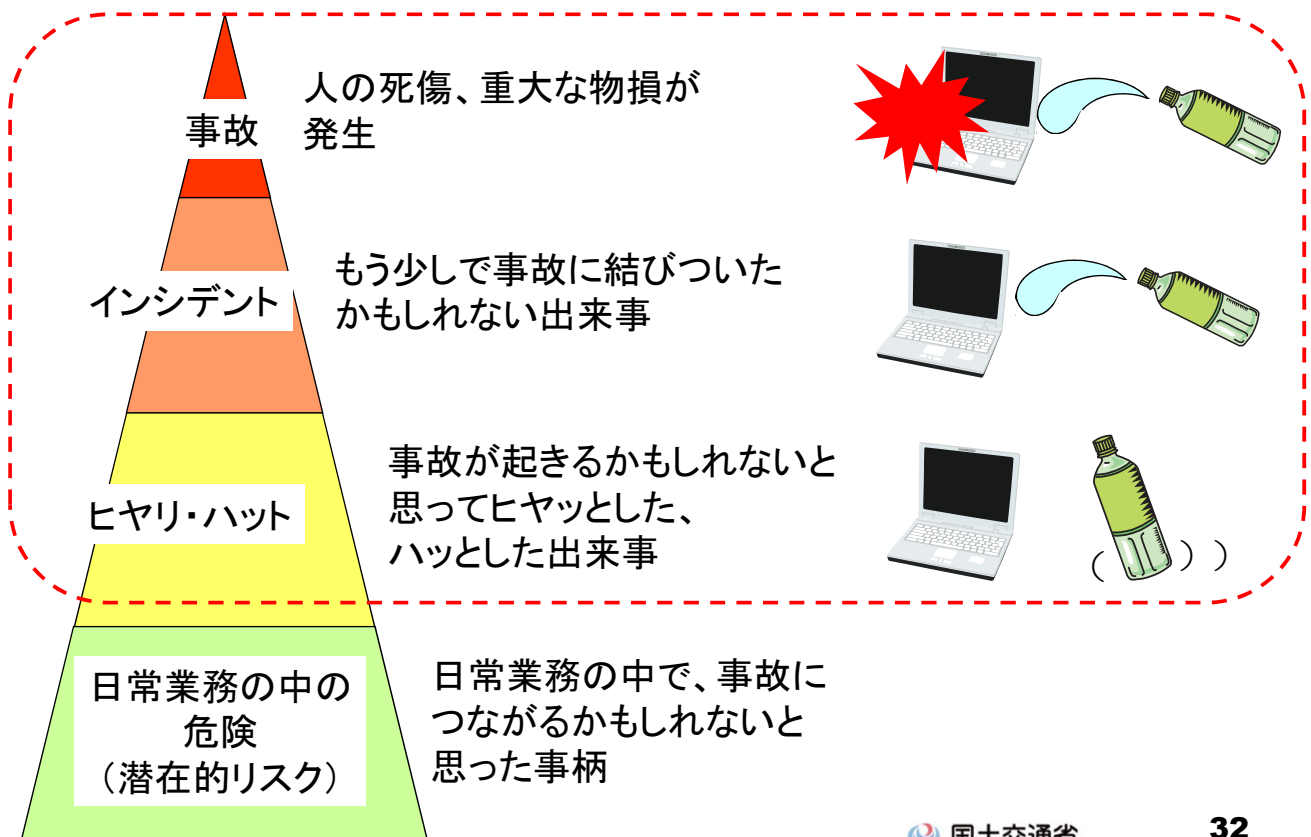 事故
人の死傷、重大な物損が
発生
インシデント
もう少しで事故に結びついた
かもしれない出来事
ヒヤリ・ハット
事故が起きるかもしれないと
思ってヒヤッとした、
ハッとした出来事
日常業務の中の
危険
（潜在的リスク）
日常業務の中で、事故に
つながるかもしれないと
思った事柄
国土交通省
32